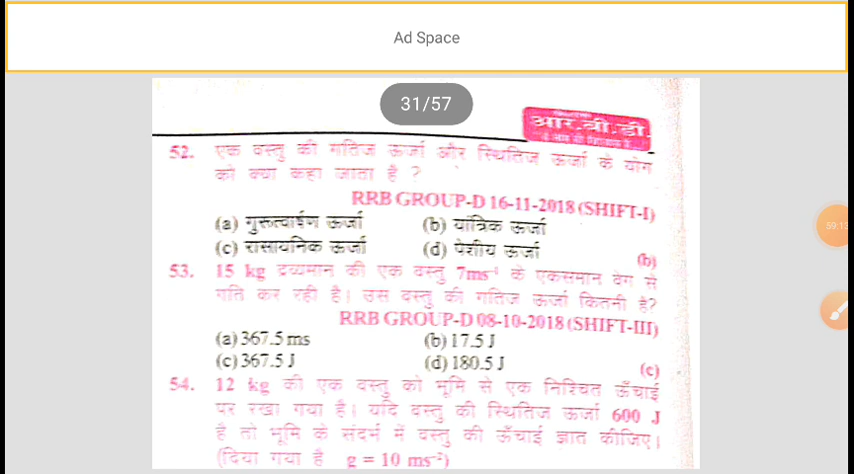 Ad Space
31/57
आर.बी.डी.
52. एक वस्तु की गतिज ऊर्जा और स्थितिज ऊर्जा के योग
को क्या कहा जाता है ?
RRB GROUP-D 16-11-2018 (SHIFT-I)
(a) गुरूत्वार्षण ऊर्जा (b) यांत्रिक ऊर्जा
(c) रासायनिक ऊर्जा (d) पेशीय ऊर्जा
(b)
53. 15 kg द्रव्यमान की एक वस्तु 7ms⁻¹ के एकसमान वेग से
गति कर रही है। उस वस्तु की गतिज ऊर्जा कितनी है?
RRB GROUP-D 08-10-2018 (SHIFT-III)
(a) 367.5 ms (b) 17.5 J
(c) 367.5 J (d) 180.5 J
(c)
54. 12 kg की एक वस्तु को भूमि से एक निश्चित ऊँचाई
पर रखा गया है। यदि वस्तु की स्थितिज ऊर्जा 600 J
है तो भूमि के संदर्भ में वस्तु की ऊँचाई ज्ञात कीजिए।
(दिया गया है g = 10 ms⁻²)
59:13